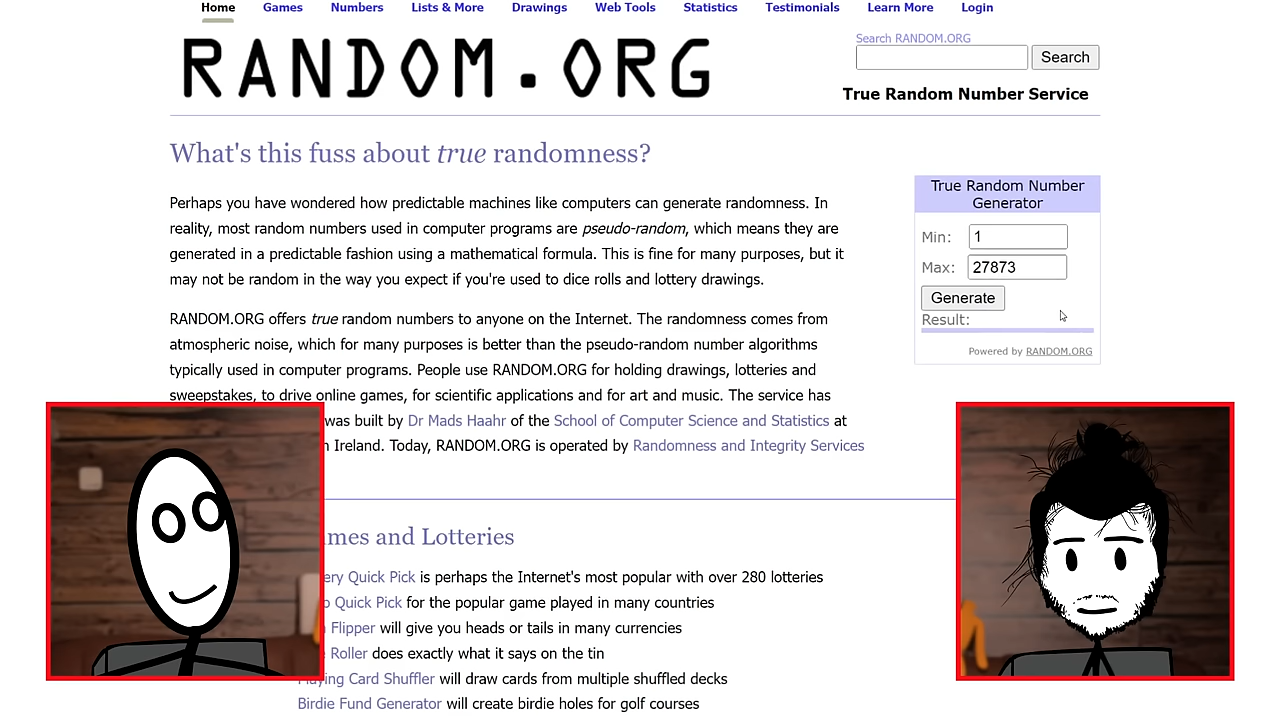 Home Games Numbers Lists & More Drawings Web Tools Statistics Testimonials Learn More Login
RANDOM.ORG
Search RANDOM.ORG
Search
True Random Number Service
What's this fuss about true randomness?
Perhaps you have wondered how predictable machines like computers can generate randomness. In
reality, most random numbers used in computer programs are pseudo-random, which means they are
generated in a predictable fashion using a mathematical formula. This is fine for many purposes, but it
may not be random in the way you expect if you're used to dice rolls and lottery drawings.
RANDOM.ORG offers true random numbers to anyone on the Internet. The randomness comes from
atmospheric noise, which for many purposes is better than the pseudo-random number algorithms
typically used in computer programs. People use RANDOM.ORG for holding drawings, lotteries and
sweepstakes, to drive online games, for scientific applications and for art and music. The service has
was built by Dr Mads Haahr of the School of Computer Science and Statistics at
Ireland. Today, RANDOM.ORG is operated by Randomness and Integrity Services
True Random Number
Generator
Min: 1
Max: 27873
Generate
Result:
Powered by RANDOM.ORG
and Lotteries
Quick Pick is perhaps the Internet's most popular with over 280 lotteries
Quick Pick for the popular game played in many countries
Flipper will give you heads or tails in many currencies
Roller does exactly what it says on the tin
Playing Card Shuffler will draw cards from multiple shuffled decks
Birdie Fund Generator will create birdie holes for golf courses